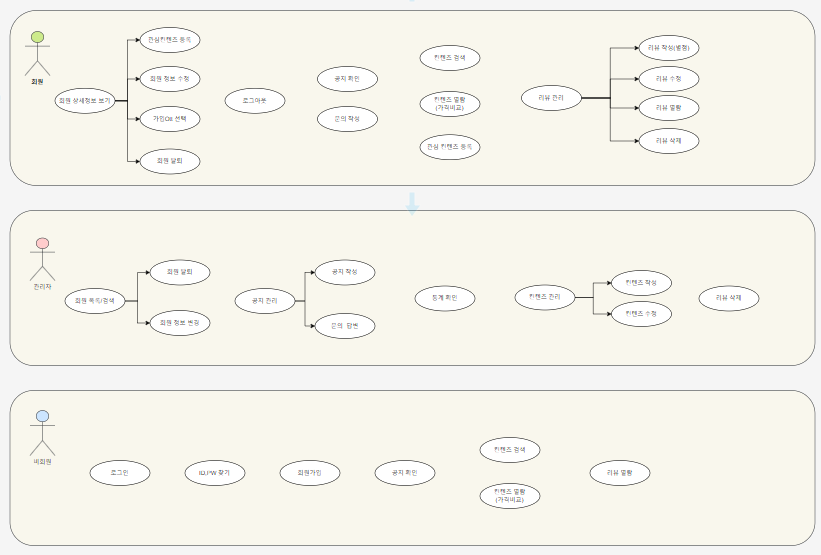 회원
회원 상세정보 보기
관심컨텐츠 등록
회원 정보 수정
가입Ott 선택
회원 탈퇴
로그아웃
공지 확인
문의 작성
컨텐츠 검색
컨텐츠 열람
(가격비교)
관심 컨텐츠 등록
리뷰 관리
리뷰 작성(별점)
리뷰 수정
리뷰 열람
리뷰 삭제
관리자
회원 목록/검색
회원 탈퇴
회원 정보 변경
공지 관리
공지 작성
문의 답변
통계 확인
컨텐츠 관리
컨텐츠 작성
컨텐츠 수정
리뷰 삭제
비회원
로그인
ID,PW 찾기
회원가입
공지 확인
컨텐츠 검색
컨텐츠 열람
(가격비교)
리뷰 열람